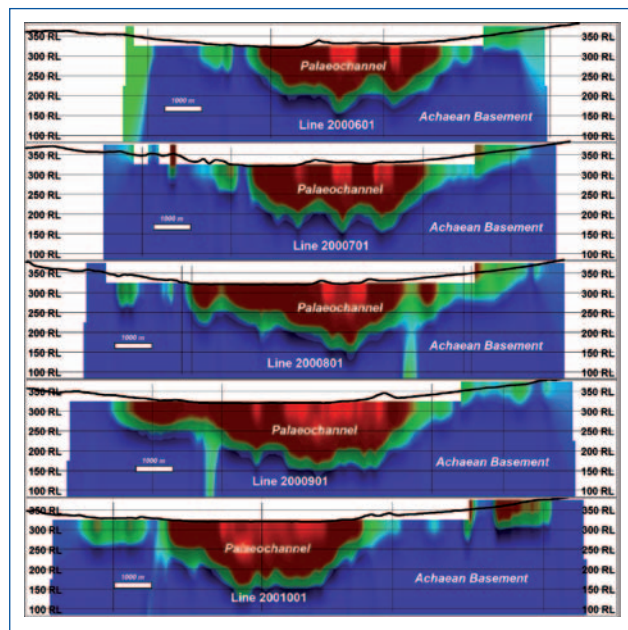 350 RL 350 RL
300 RL 300 RL
Palaeochannel
250 RL 250 RL
200 RL 200 RL
1000 m
150 RL Achaean Basement 150 RL
Line 2000601
100 RL 100 RL
350 RL 350 RL
300 RL 300 RL
Palaeochannel
250 RL 250 RL
200 RL 200 RL
1000 m
Achaean Basement
150 RL 150 RL
Line 2000701
100 RL 100 RL
350 RL 350 RL
300 RL 300 RL
Palaeochannel
250 RL 250 RL
200 RL 200 RL
1000 m
Achaean Basement
150 RL 150 RL
Line 2000801
100 RL 100 RL
350 RL 350 RL
300 RL 300 RL
Palaeochannel
250 RL 250 RL
200 RL 200 RL
1000 m
Achaean Basement
150 RL 150 RL
Line 2000901
100 RL 100 RL
350 RL 350 RL
300 RL 300 RL
Palaeochannel
250 RL 250 RL
200 RL 200 RL
1000 m
Achaean Basement
150 RL 150 RL
Line 2001001
100 RL 100 RL